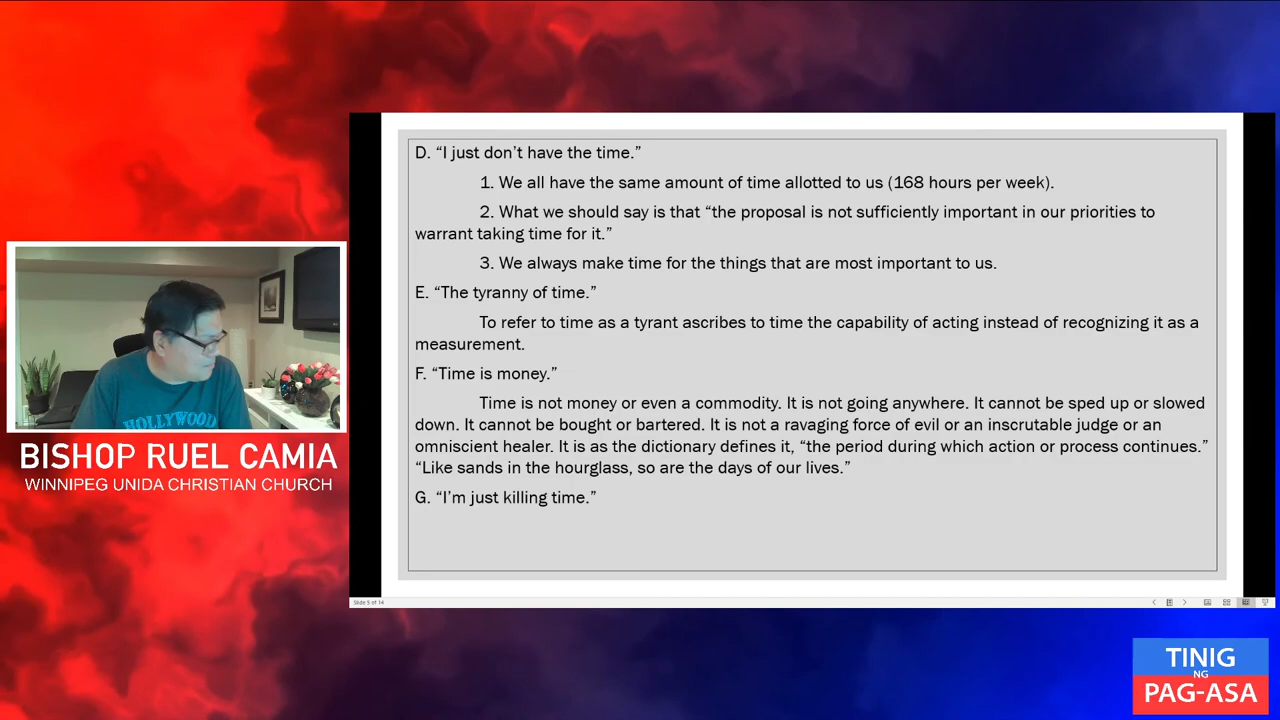 D. “I just don’t have the time.”
1. We all have the same amount of time allotted to us (168 hours per week).
2. What we should say is that “the proposal is not sufficiently important in our priorities to
warrant taking time for it.”
3. We always make time for the things that are most important to us.
E. “The tyranny of time.”
To refer to time as a tyrant ascribes to time the capability of acting instead of recognizing it as a
measurement.
F. “Time is money.”
Time is not money or even a commodity. It is not going anywhere. It cannot be sped up or slowed
down. It cannot be bought or bartered. It is not a ravaging force of evil or an inscrutable judge or an
omniscient healer. It is as the dictionary defines it, “the period during which action or process continues.”
“Like sands in the hourglass, so are the days of our lives.”
G. “I’m just killing time.”
Slide 5 of 14
HOLLYWOOD
BISHOP RUEL CAMIA
WINNIPEG UNIDA CHRISTIAN CHURCH
TINIG
NG
PAG-ASA